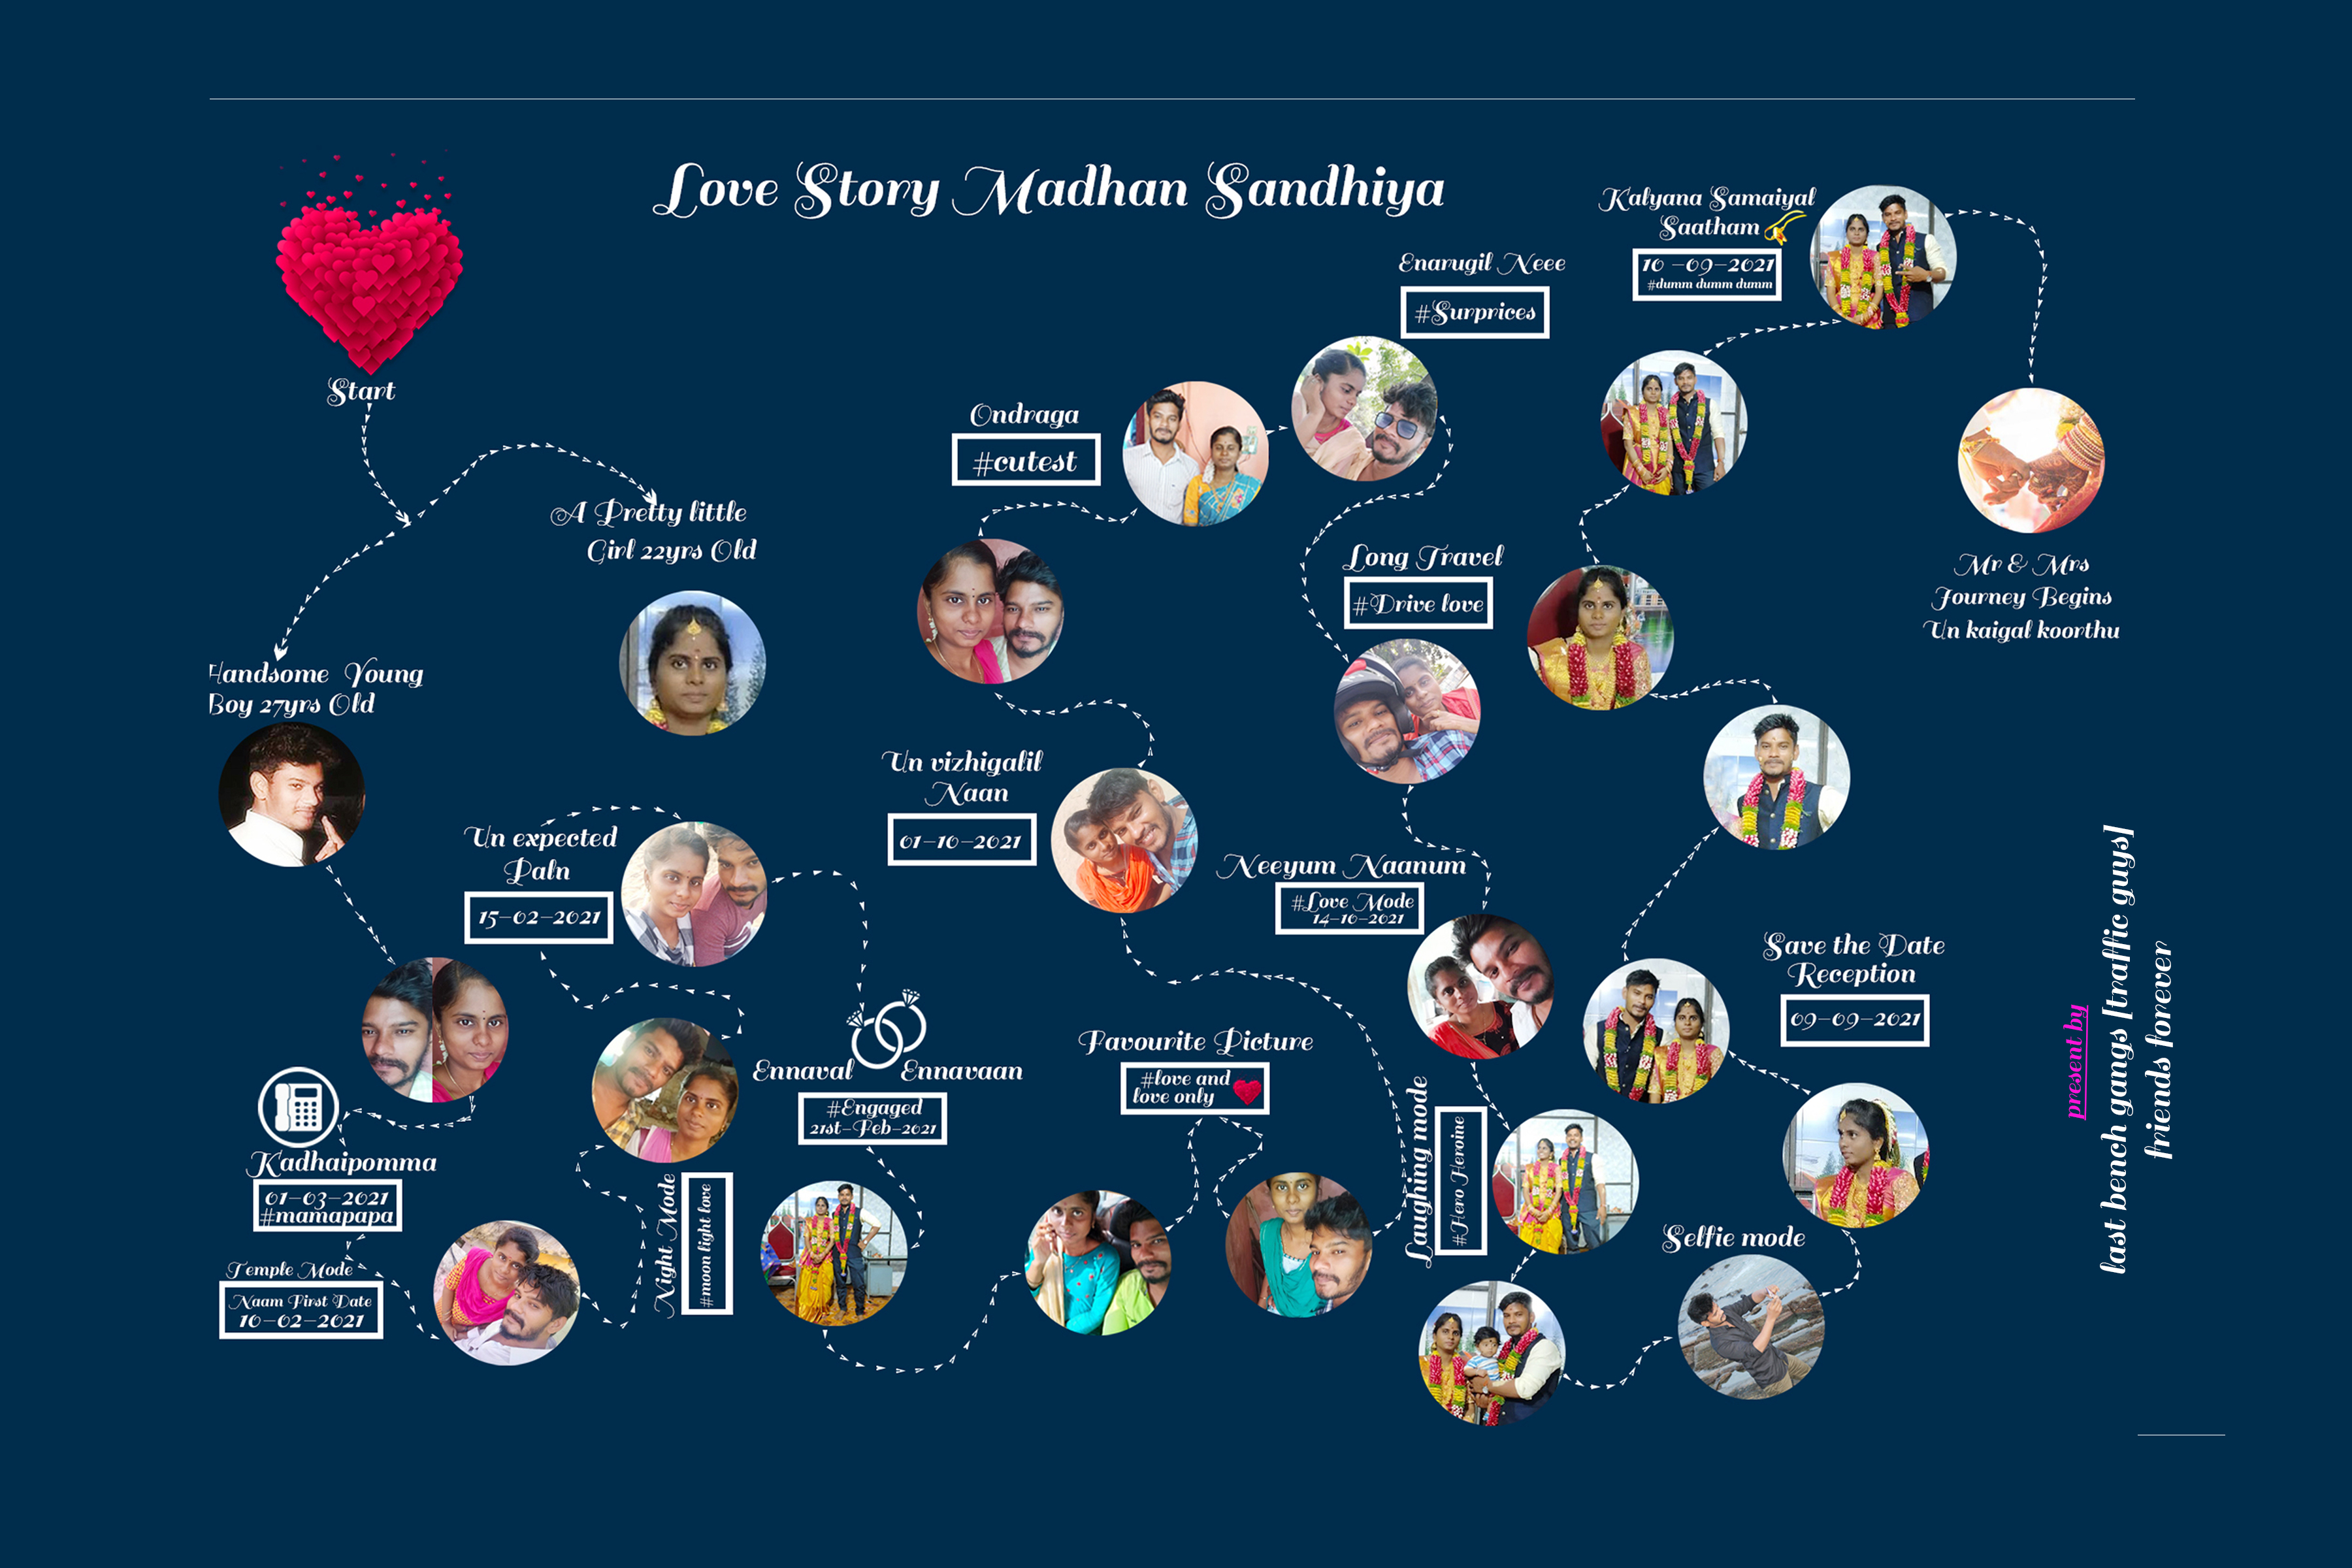 Love Story Madhan Sandhiya
Start
A Pretty little
Girl 22yrs Old
Handsome Young
Boy 27yrs Old
Kadhaipomma
01-03-2021
#mamapapa
Temple Mode
Naam First Date
10-02-2021
Night Mode
#moon light love
Un expected
Paln
15-02-2021
Ennaval Ennavaan
#Engaged
21st-Feb-2021
Favourite Picture
#love and
love only
Un vizhigalil
Naan
01-10-2021
Ondraga
#cutest
Enarugil Neee
#Surprices
Long Travel
#Drive love
Neeyum Naanum
#Love Mode
14-10-2021
Laughing mode
#Hero Heroine
Selfie mode
Save the Date
Reception
09-09-2021
Kalyana Samaiyal
Saatham
10 -09-2021
#dumm dumm dumm
Mr & Mrs
Journey Begins
Un kaigal koorthu
present by
last bench gangs [traffic guys]
friends forever